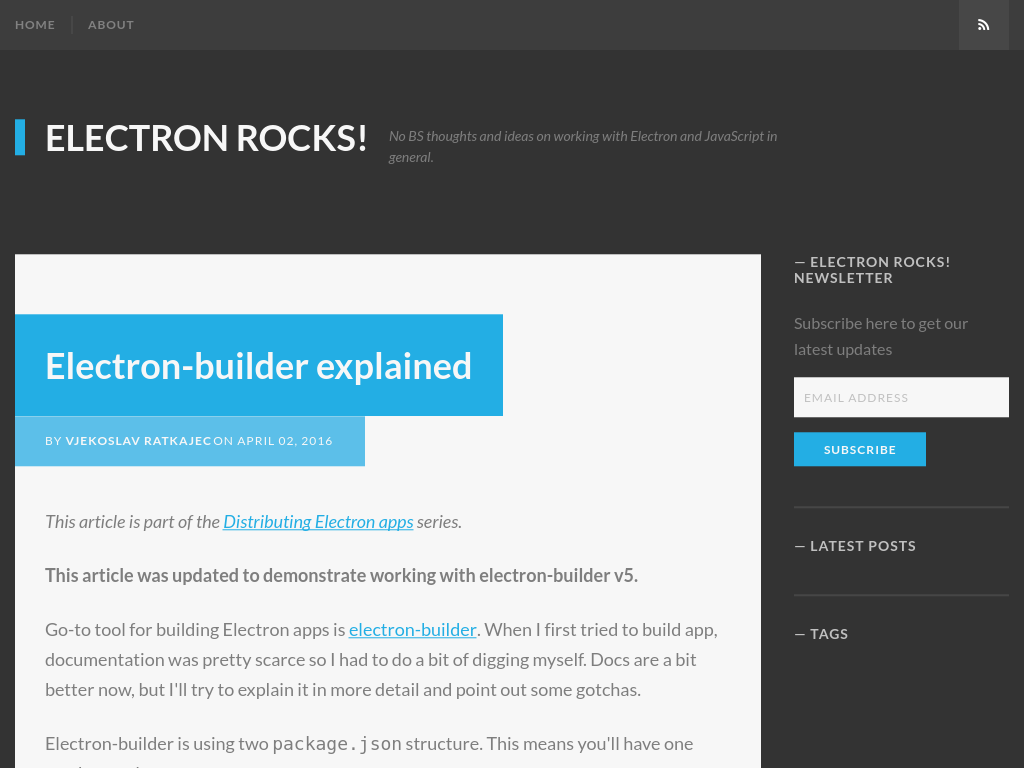 HOME
ABOUT
ELECTRON ROCKS!
No BS thoughts and ideas on working with Electron and JavaScript in
general.
Electron-builder explained
BY VJEKOSLAV RATKAJEC ON APRIL 02, 2016
This article is part of the Distributing Electron apps series.
This article was updated to demonstrate working with electron-builder v5.
Go-to tool for building Electron apps is electron-builder. When I first tried to build app,
documentation was pretty scarce so I had to do a bit of digging myself. Docs are a bit
better now, but I'll try to explain it in more detail and point out some gotchas.
Electron-builder is using two package.json structure. This means you'll have one
— ELECTRON ROCKS!
NEWSLETTER
Subscribe here to get our
latest updates
EMAIL ADDRESS
SUBSCRIBE
— LATEST POSTS
— TAGS